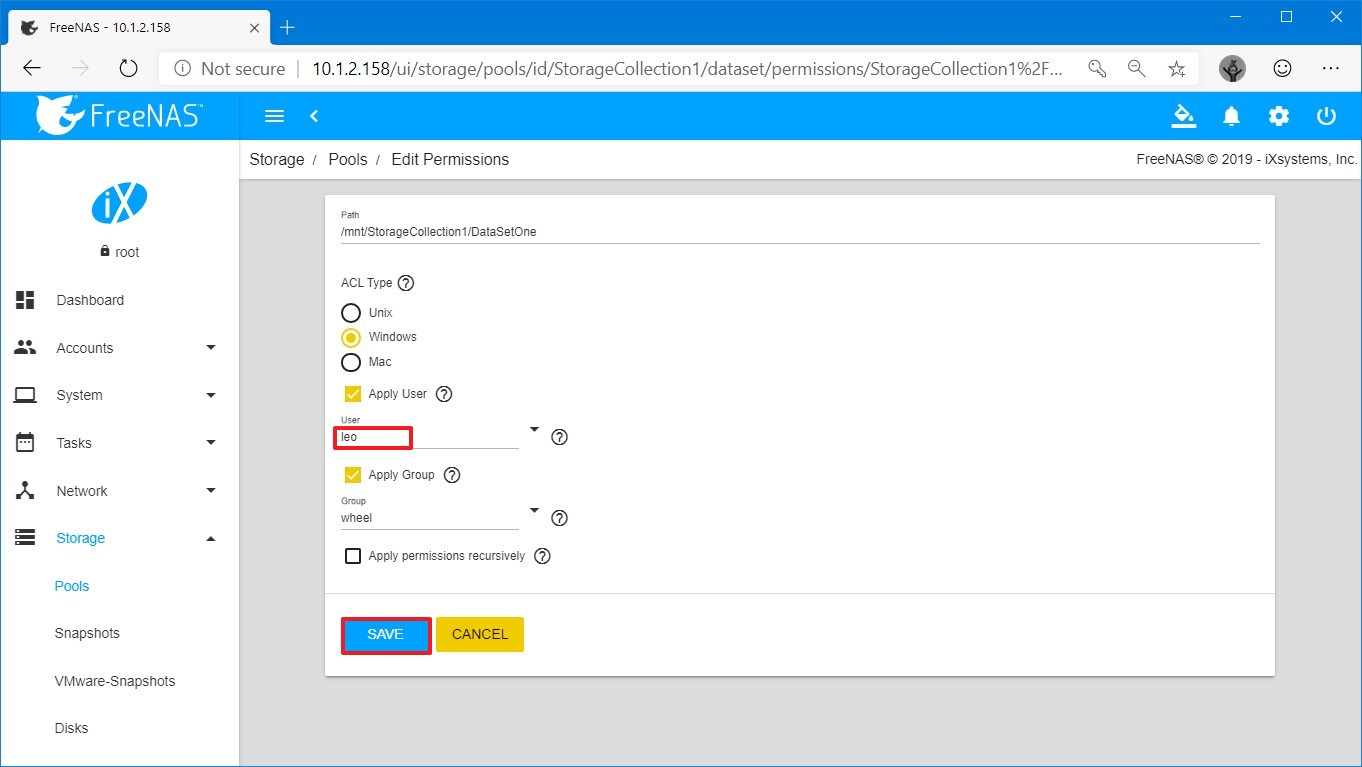 FreeNAS - 10.1.2.158
Not secure | 10.1.2.158/ui/storage/pools/id/StorageCollection1/dataset/permissions/StorageCollection1%2F...
FreeNAS™
Storage / Pools / Edit Permissions
FreeNAS® © 2019 - iXsystems, Inc.
iX
root
Dashboard
Accounts
System
Tasks
Network
Storage
Pools
Snapshots
VMware-Snapshots
Disks
Path
/mnt/StorageCollection1/DataSetOne
ACL Type ?
Unix
Windows
Mac
Apply User ?
User
leo ?
Apply Group ?
Group
wheel ?
Apply permissions recursively ?
SAVE CANCEL